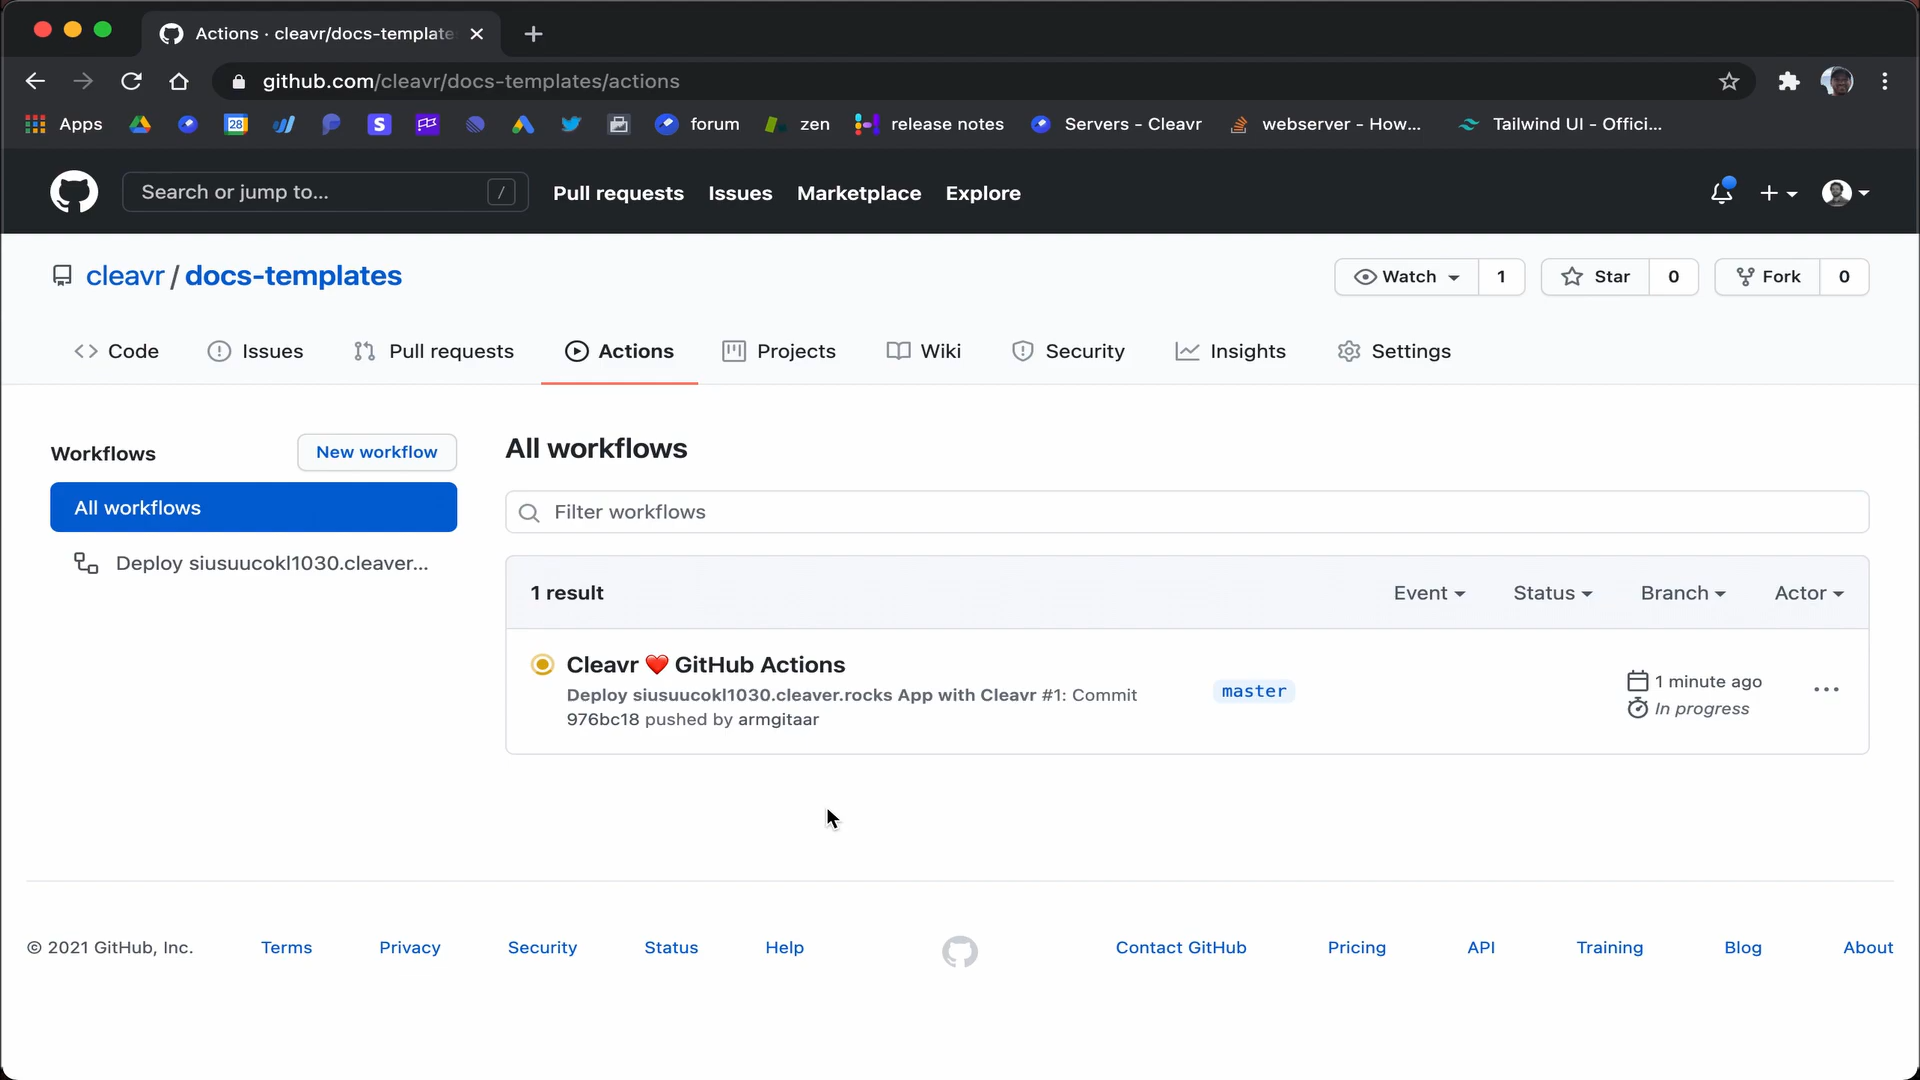 Actions · cleavr/docs-template
github.com/cleavr/docs-templates/actions
Apps
28
S
forum
zen
release notes
Servers - Cleavr
webserver - How...
Tailwind UI - Offici...
Search or jump to...
/
Pull requests
Issues
Marketplace
Explore
cleavr / docs-templates
Watch
1
Star
0
Fork
0
Code
Issues
Pull requests
Actions
Projects
Wiki
Security
Insights
Settings
Workflows
New workflow
All workflows
Deploy siusuucokl1030.cleaver...
All workflows
Filter workflows
1 result
Event
Status
Branch
Actor
Cleavr ❤️ GitHub Actions
Deploy siusuucokl1030.cleaver.rocks App with Cleavr #1: Commit
976bc18 pushed by armgitaar
master
1 minute ago
In progress
© 2021 GitHub, Inc.
Terms
Privacy
Security
Status
Help
Contact GitHub
Pricing
API
Training
Blog
About